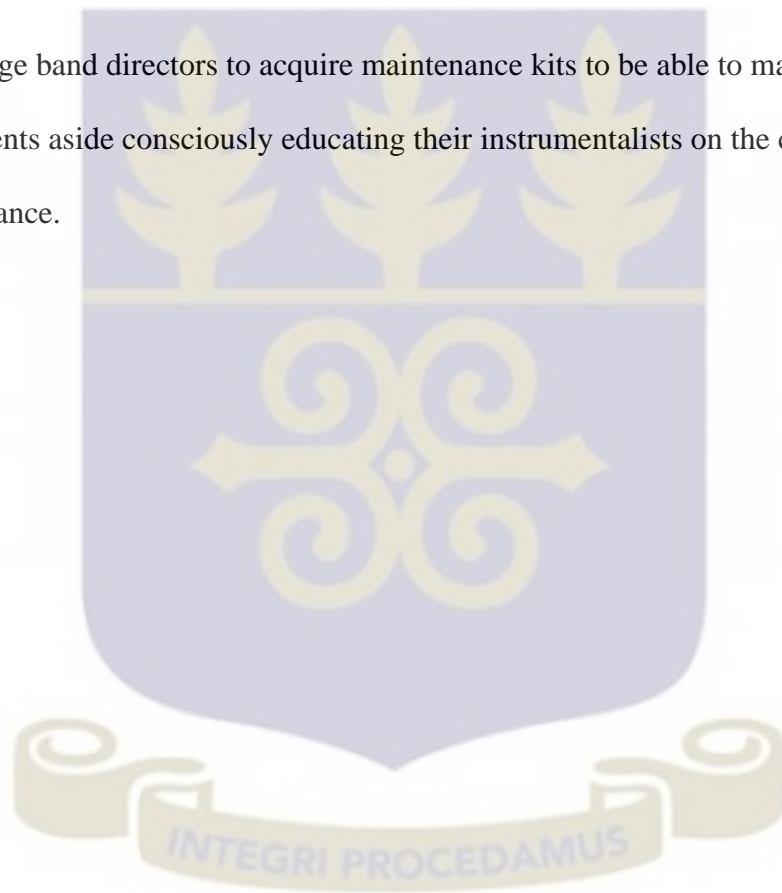 ge band directors to acquire maintenance kits to be able to ma
ents aside consciously educating their instrumentalists on the
ance.
INTEGRI PROCEDAMUS